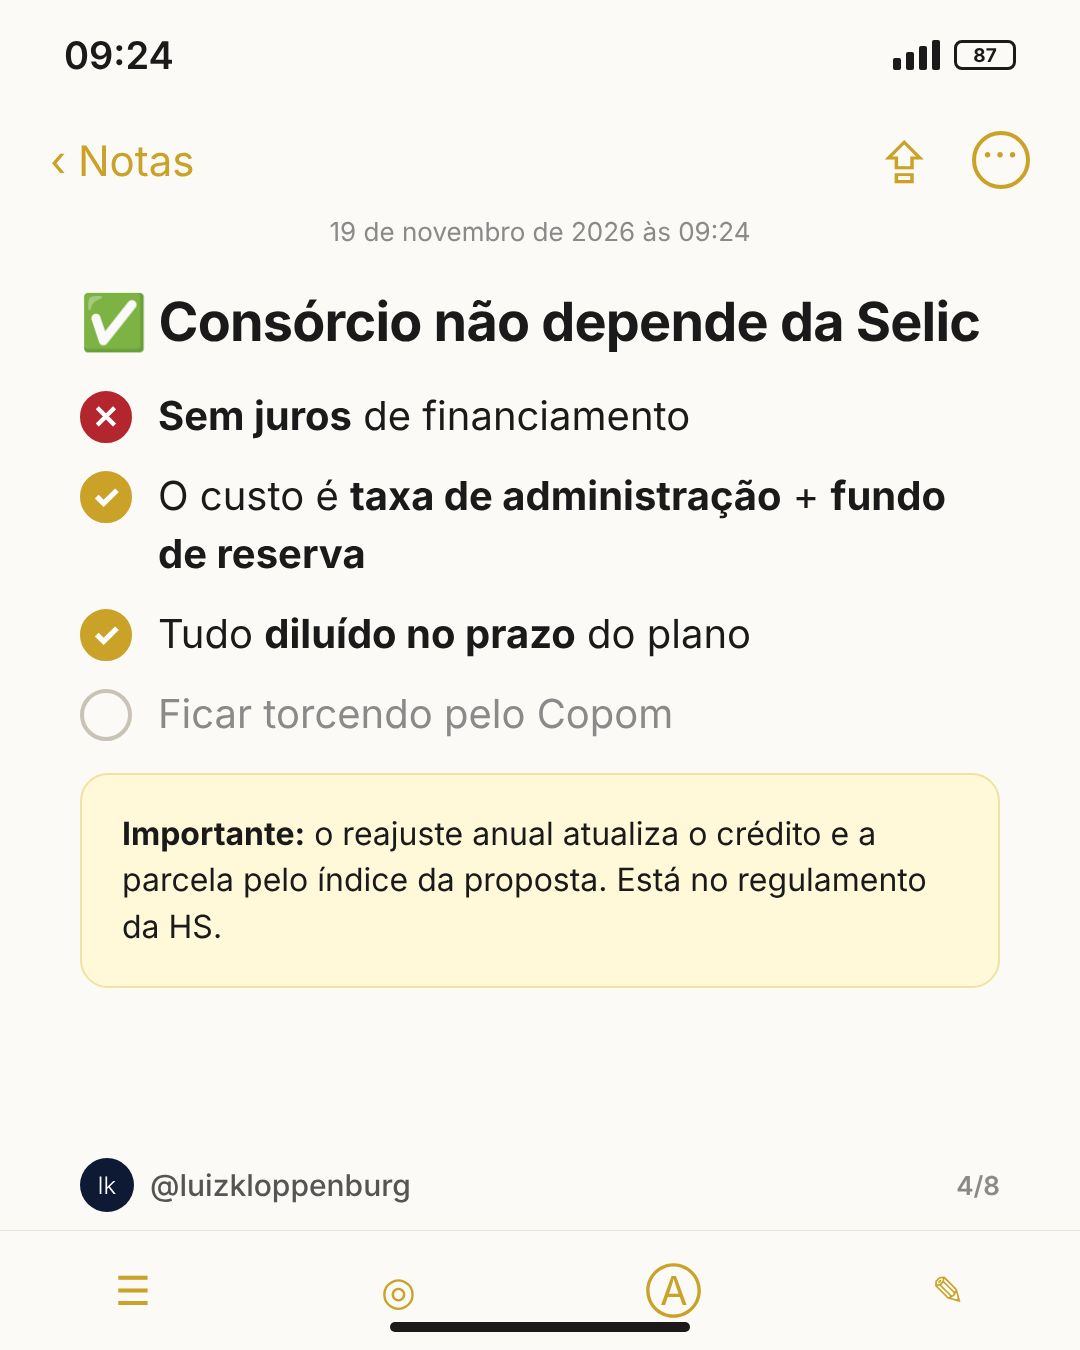 09:24
87
‹ Notas
19 de novembro de 2026 às 09:24
✅ Consórcio não depende da Selic
Sem juros de financiamento
O custo é taxa de administração + fundo
de reserva
Tudo diluído no prazo do plano
Ficar torcendo pelo Copom
Importante: o reajuste anual atualiza o crédito e a
parcela pelo índice da proposta. Está no regulamento
da HS.
lk @luizkloppenburg
4/8
A